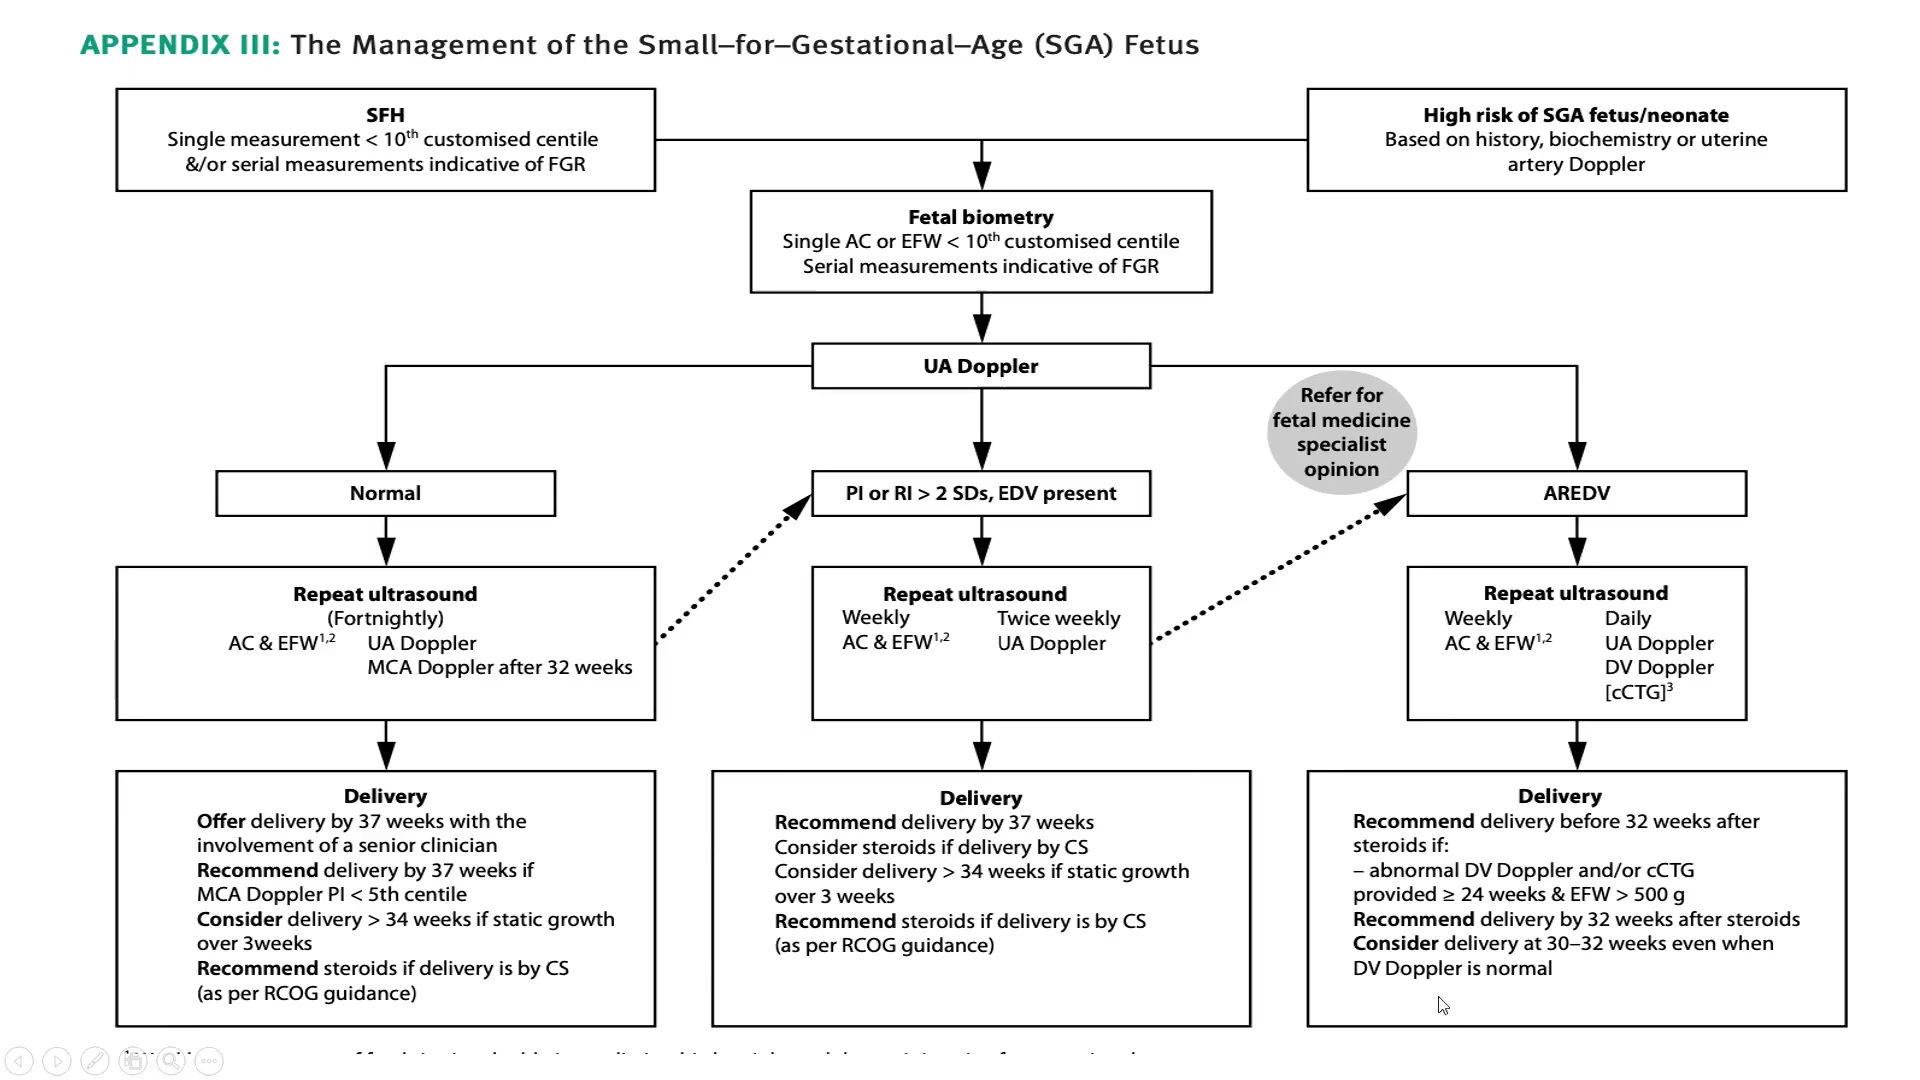 APPENDIX III: The Management of the Small–for–Gestational–Age (SGA) Fetus
SFH
Single measurement < 10th customised centile
&/or serial measurements indicative of FGR
High risk of SGA fetus/neonate
Based on history, biochemistry or uterine
artery Doppler
Fetal biometry
Single AC or EFW < 10th customised centile
Serial measurements indicative of FGR
UA Doppler
Refer for
fetal medicine
specialist
opinion
Normal
PI or RI > 2 SDs, EDV present
AREDV
Repeat ultrasound
(Fortnightly)
AC & EFW1,2 UA Doppler
MCA Doppler after 32 weeks
Repeat ultrasound
Weekly Twice weekly
AC & EFW1,2 UA Doppler
Repeat ultrasound
Weekly Daily
AC & EFW1,2 UA Doppler
DV Doppler
[cCTG]3
Delivery
Offer delivery by 37 weeks with the
involvement of a senior clinician
Recommend delivery by 37 weeks if
MCA Doppler PI < 5th centile
Consider delivery > 34 weeks if static growth
over 3weeks
Recommend steroids if delivery is by CS
(as per RCOG guidance)
Delivery
Recommend delivery by 37 weeks
Consider steroids if delivery by CS
Consider delivery > 34 weeks if static growth
over 3 weeks
Recommend steroids if delivery is by CS
(as per RCOG guidance)
Delivery
Recommend delivery before 32 weeks after
steroids if:
– abnormal DV Doppler and/or cCTG
provided ≥ 24 weeks & EFW > 500 g
Recommend delivery by 32 weeks after steroids
Consider delivery at 30–32 weeks even when
DV Doppler is normal